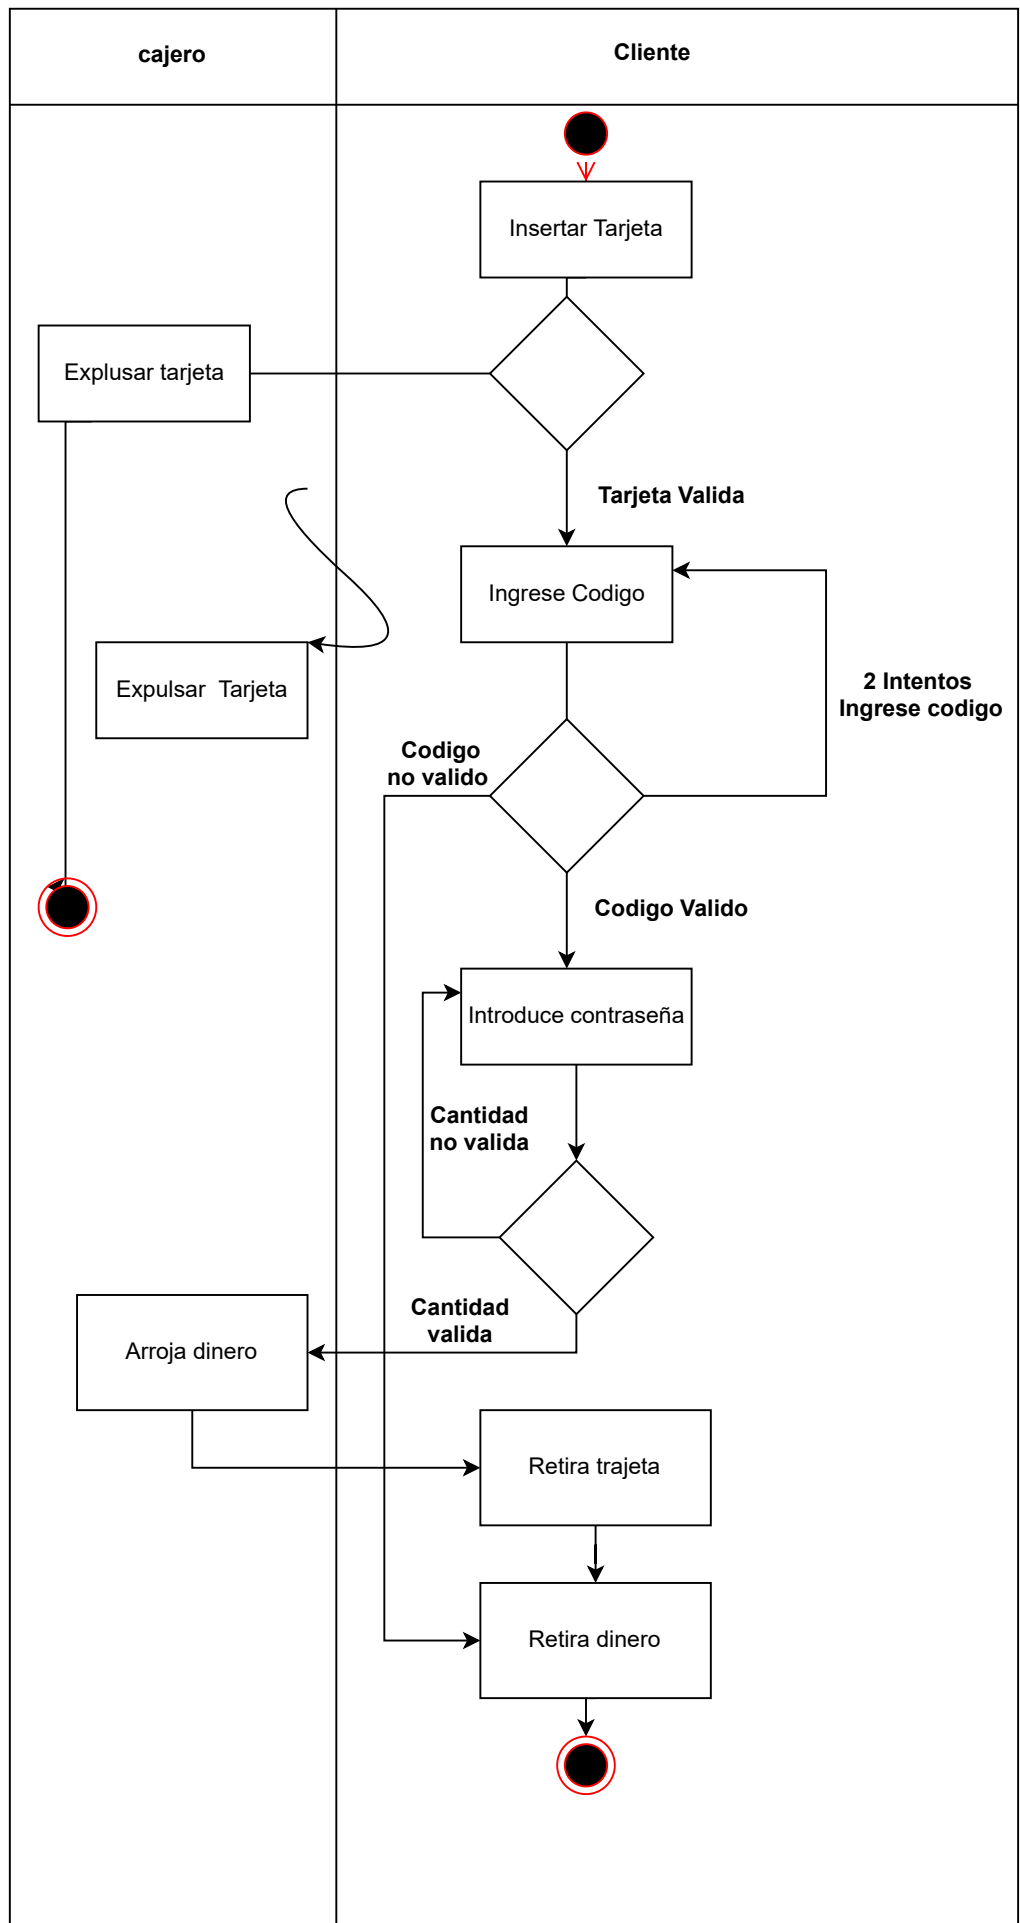 cajero
Cliente
Insertar Tarjeta
Explusar tarjeta
Tarjeta Valida
Ingrese Codigo
Expulsar  Tarjeta
2 Intentos
Ingrese codigo
Codigo
no valido
Codigo Valido
Introduce contraseña
Cantidad
no valida
Cantidad
valida
Arroja dinero
Retira trajeta
Retira dinero